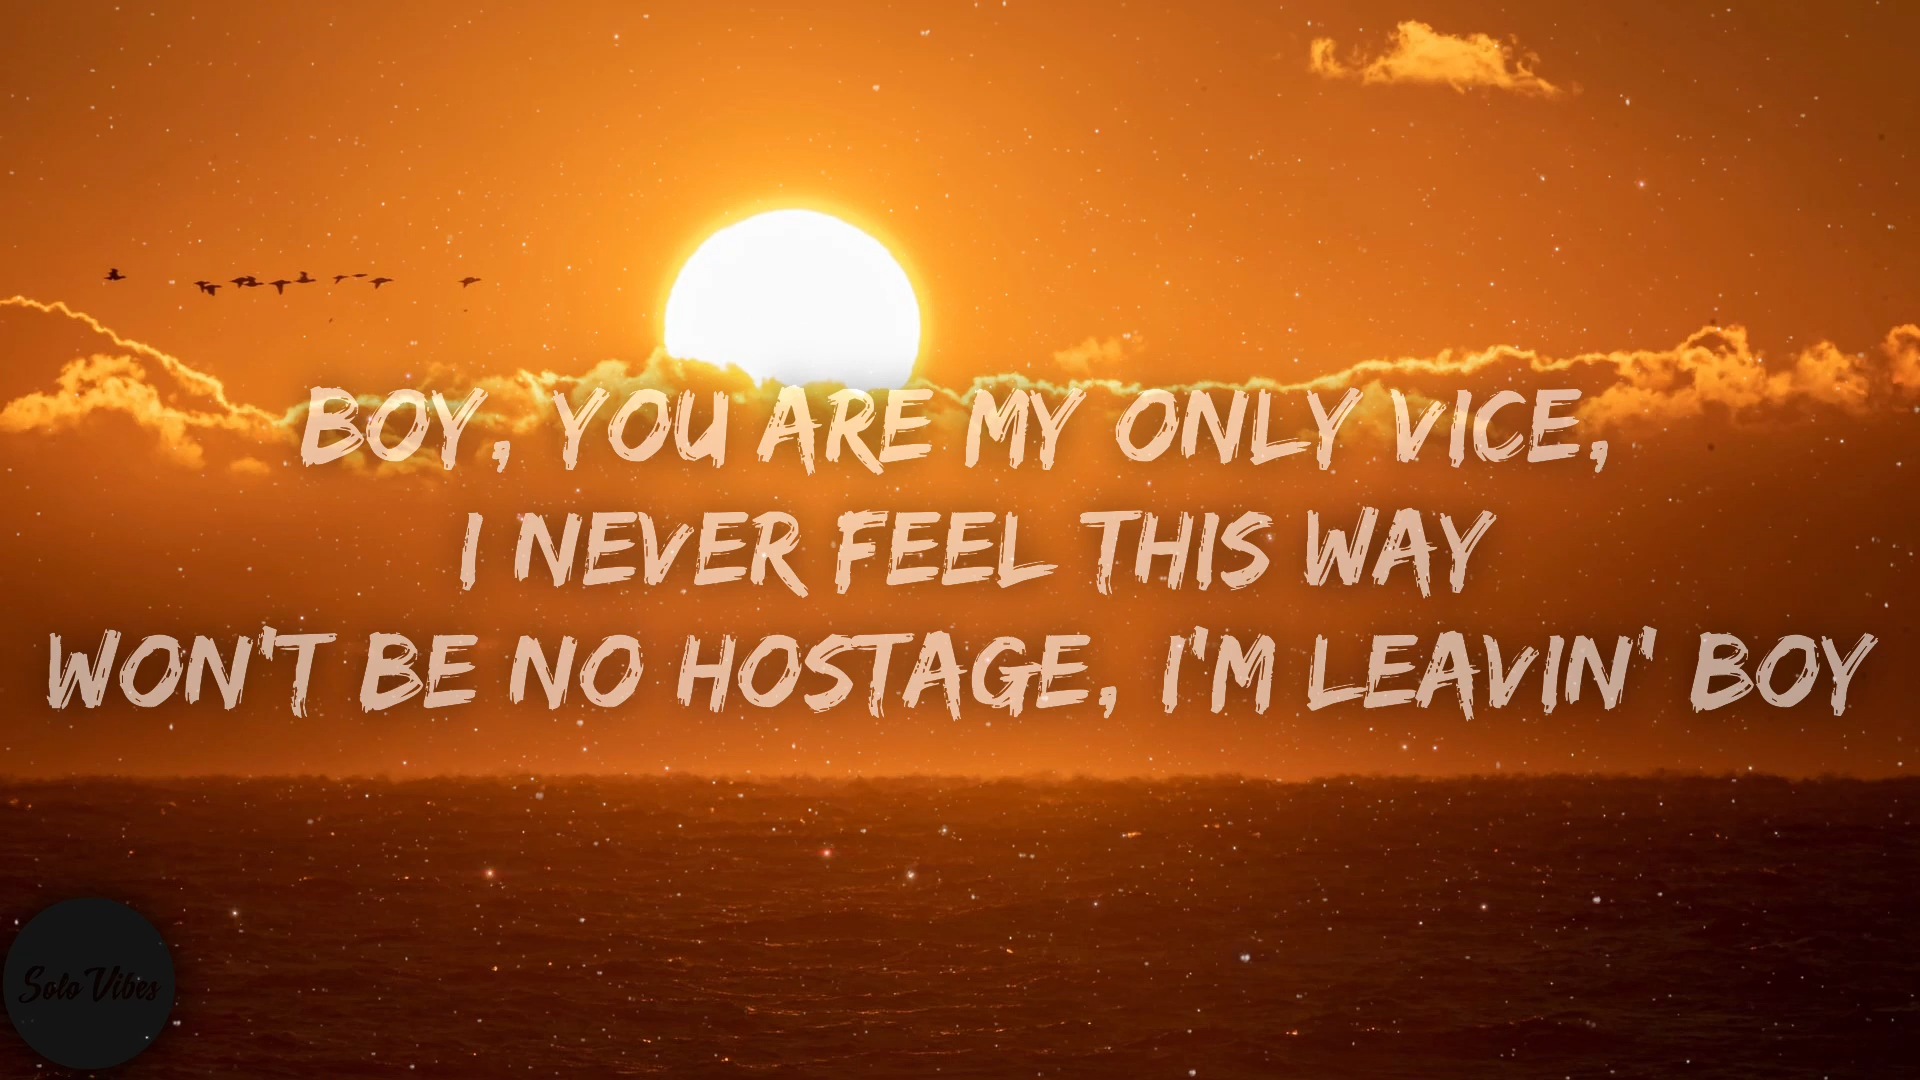 BOY, YOU ARE MY ONLY VICE,
I NEVER FEEL THIS WAY
WON'T BE NO HOSTAGE, I'M LEAVIN' BOY
Solo Vibes